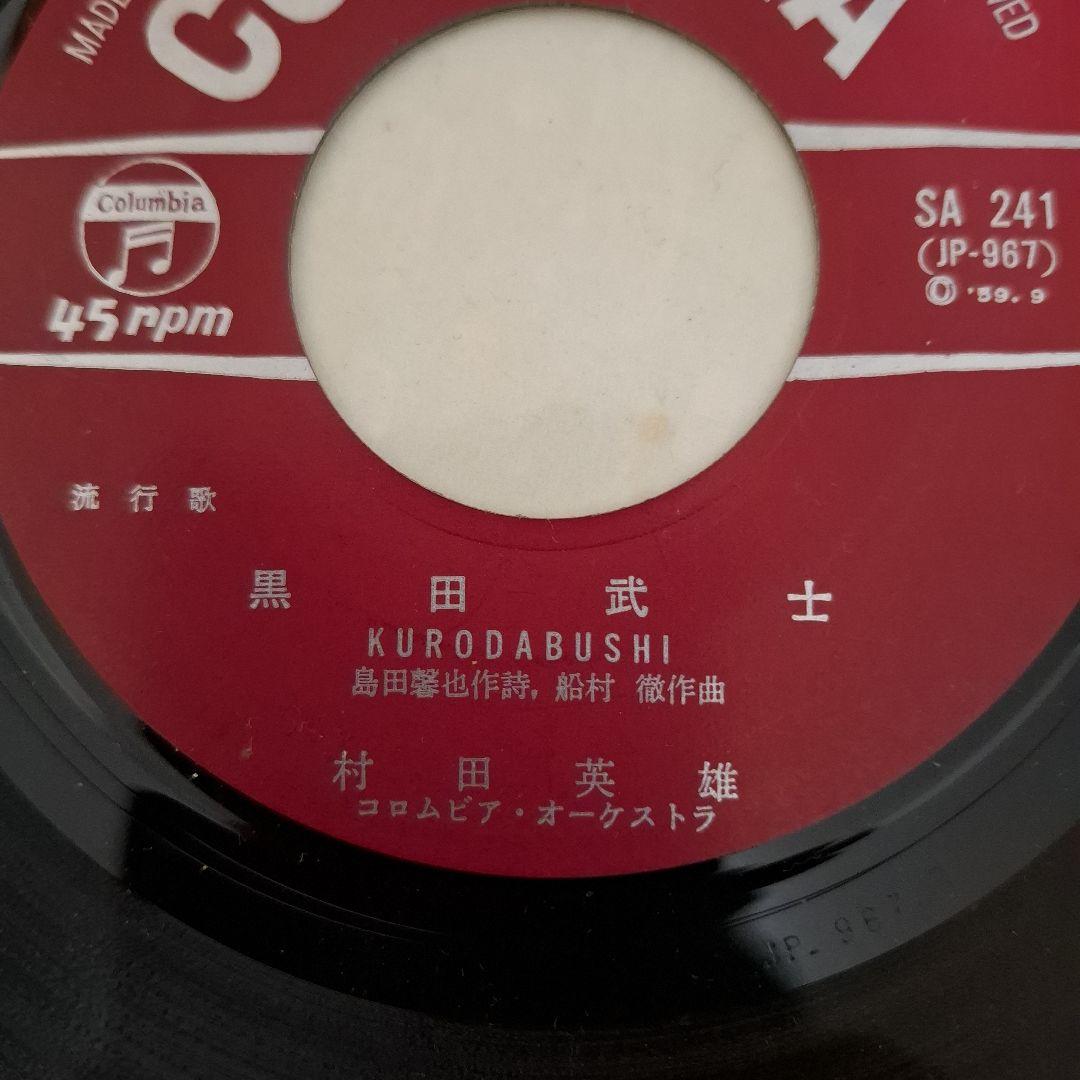 Columbia
45 rpm
SA 241
(JP-967)
Ⓞ '59.9
流行歌
黒田武士
KURODABUSHI
島田馨也作詩, 船村 徹作曲
村田英雄
コロムビア・オーケストラ
JP-967